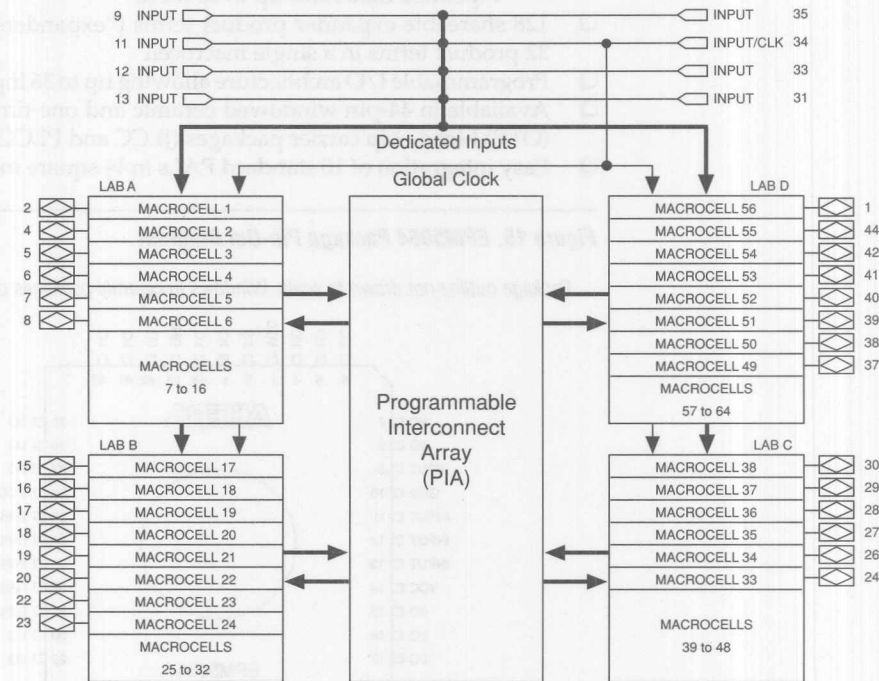 9 INPUT
11 INPUT
12 INPUT
13 INPUT
INPUT 35
INPUT/CLK 34
INPUT 33
INPUT 31
Dedicated Inputs
Global Clock
LAB A
2 MACROCELL 1
4 MACROCELL 2
5 MACROCELL 3
6 MACROCELL 4
7 MACROCELL 5
8 MACROCELL 6
MACROCELLS
7 to 16
LAB B
15 MACROCELL 17
16 MACROCELL 18
17 MACROCELL 19
18 MACROCELL 20
19 MACROCELL 21
20 MACROCELL 22
22 MACROCELL 23
23 MACROCELL 24
MACROCELLS
25 to 32
Programmable
Interconnect
Array
(PIA)
LAB D
MACROCELL 56 1
MACROCELL 55 44
MACROCELL 54 42
MACROCELL 53 41
MACROCELL 52 40
MACROCELL 51 39
MACROCELL 50 38
MACROCELL 49 37
MACROCELLS
57 to 64
LAB C
MACROCELL 38 30
MACROCELL 37 29
MACROCELL 36 28
MACROCELL 35 27
MACROCELL 34 26
MACROCELL 33 24
MACROCELLS
39 to 48